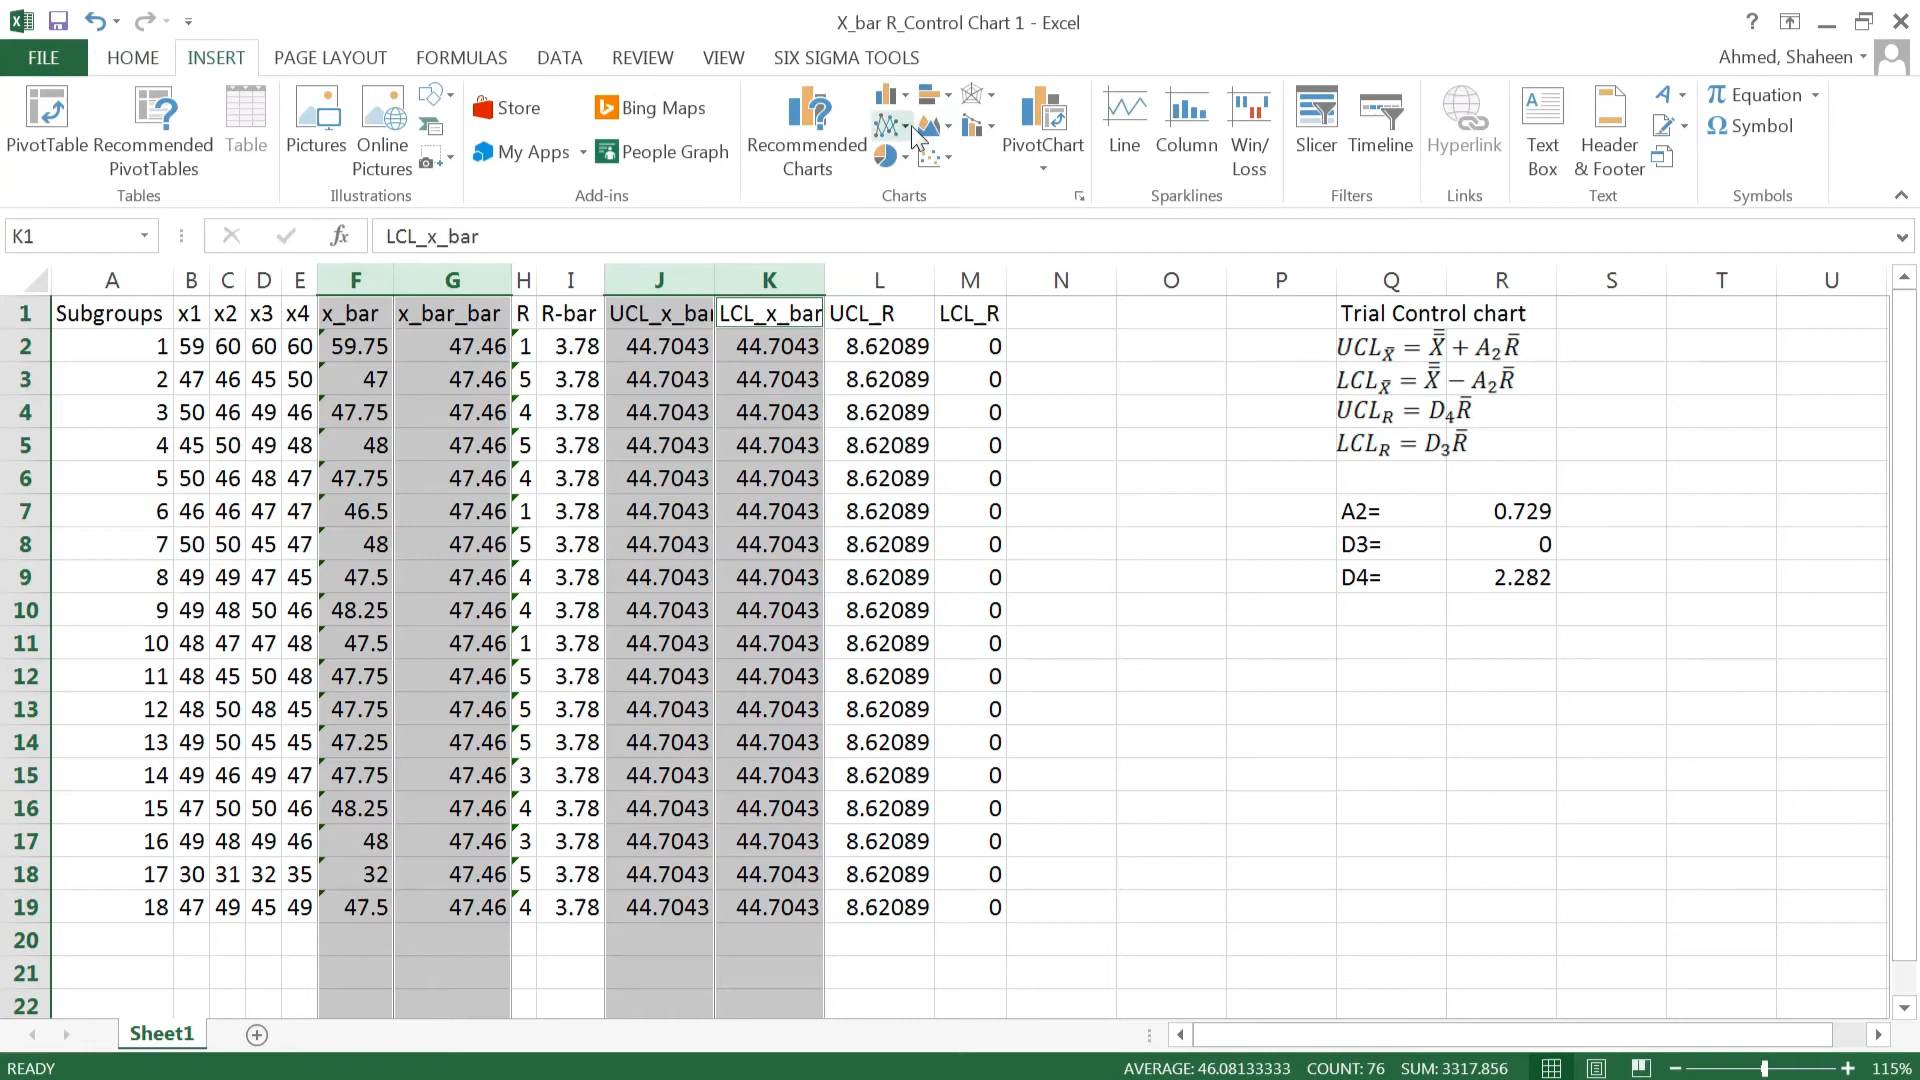 X_bar R_Control Chart 1 - Excel
?
FILE HOME INSERT PAGE LAYOUT FORMULAS DATA REVIEW VIEW SIX SIGMA TOOLS Ahmed, Shaheen
PivotTable Recommended PivotTables Table
Tables
Pictures Online Pictures
Illustrations
Store Bing Maps
My Apps People Graph
Add-ins
Recommended Charts PivotChart
Charts
Line Column Win/Loss
Sparklines
Slicer Timeline
Filters
Hyperlink
Links
Text Box Header & Footer
Text
π Equation
Ω Symbol
Symbols
K1 fx LCL_x_bar
A B C D E F G H I J K L M N O P Q R S T U
1 Subgroups x1 x2 x3 x4 x_bar x_bar_bar R R-bar UCL_x_bar LCL_x_bar UCL_R LCL_R Trial Control chart
2 1 59 60 60 60 59.75 47.46 1 3.78 44.7043 44.7043 8.62089 0 UCL_X̄ = X̿ + A₂R̄
3 2 47 46 45 50 47 47.46 5 3.78 44.7043 44.7043 8.62089 0 LCL_X̄ = X̿ − A₂R̄
4 3 50 46 49 46 47.75 47.46 4 3.78 44.7043 44.7043 8.62089 0 UCL_R = D₄R̄
5 4 45 50 49 48 48 47.46 5 3.78 44.7043 44.7043 8.62089 0 LCL_R = D₃R̄
6 5 50 46 48 47 47.75 47.46 4 3.78 44.7043 44.7043 8.62089 0
7 6 46 46 47 47 46.5 47.46 1 3.78 44.7043 44.7043 8.62089 0 A2= 0.729
8 7 50 50 45 47 48 47.46 5 3.78 44.7043 44.7043 8.62089 0 D3= 0
9 8 49 49 47 45 47.5 47.46 4 3.78 44.7043 44.7043 8.62089 0 D4= 2.282
10 9 49 48 50 46 48.25 47.46 4 3.78 44.7043 44.7043 8.62089 0
11 10 48 47 47 48 47.5 47.46 1 3.78 44.7043 44.7043 8.62089 0
12 11 48 45 50 48 47.75 47.46 5 3.78 44.7043 44.7043 8.62089 0
13 12 48 50 48 45 47.75 47.46 5 3.78 44.7043 44.7043 8.62089 0
14 13 49 50 45 45 47.25 47.46 5 3.78 44.7043 44.7043 8.62089 0
15 14 49 46 49 47 47.75 47.46 3 3.78 44.7043 44.7043 8.62089 0
16 15 47 50 50 46 48.25 47.46 4 3.78 44.7043 44.7043 8.62089 0
17 16 49 48 49 46 48 47.46 3 3.78 44.7043 44.7043 8.62089 0
18 17 30 31 32 35 32 47.46 5 3.78 44.7043 44.7043 8.62089 0
19 18 47 49 45 49 47.5 47.46 4 3.78 44.7043 44.7043 8.62089 0
20
21
22
Sheet1
READY AVERAGE: 46.08133333 COUNT: 76 SUM: 3317.856 115%